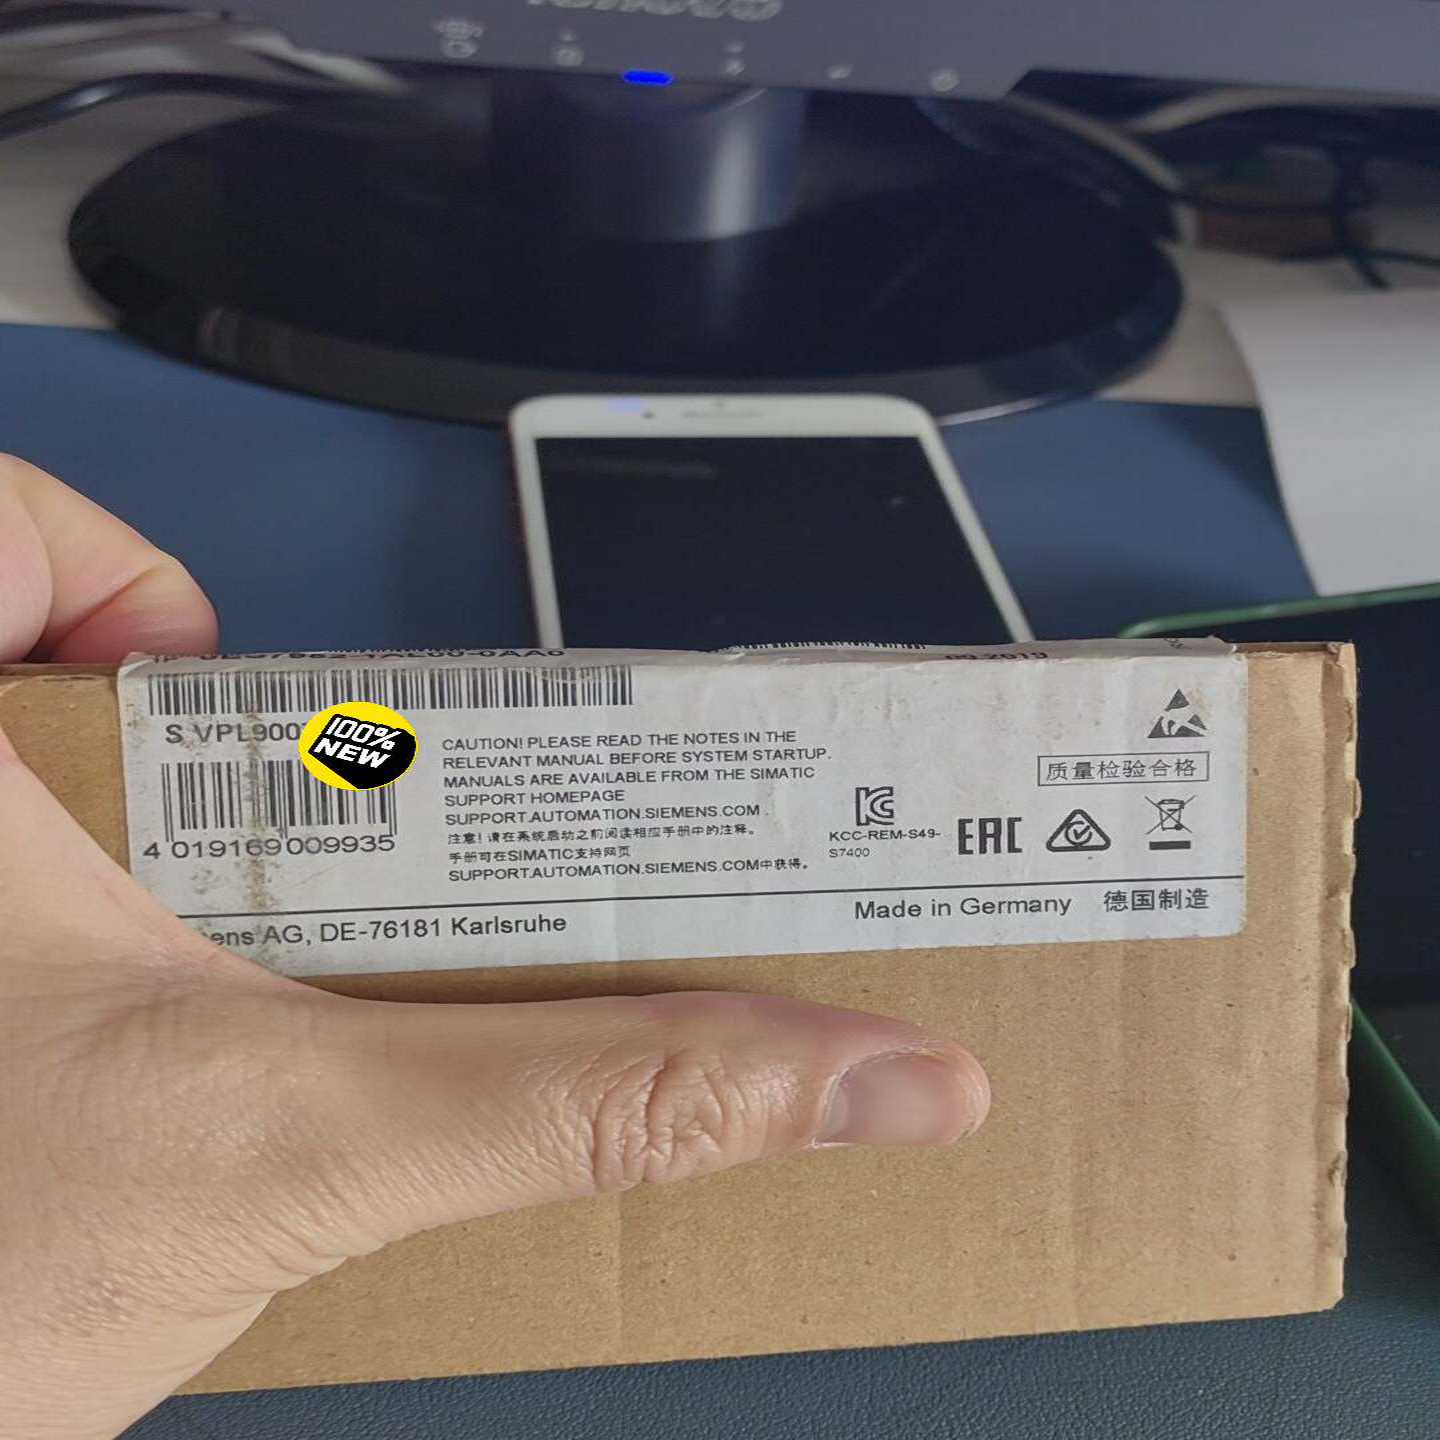 lenovo
09.2019
S VPL900
100%
NEW
4 019169 009935
CAUTION! PLEASE READ THE NOTES IN THE
RELEVANT MANUAL BEFORE SYSTEM STARTUP.
MANUALS ARE AVAILABLE FROM THE SIMATIC
SUPPORT HOMEPAGE
SUPPORT.AUTOMATION.SIEMENS.COM .
注意！请在系统启动之前阅读相应手册中的注释。
手册可在SIMATIC支持网页
SUPPORT.AUTOMATION.SIEMENS.COM中获得。
KCC-REM-S49-
S7400
EAC
质量检验合格
ens AG, DE-76181 Karlsruhe
Made in Germany 德国制造